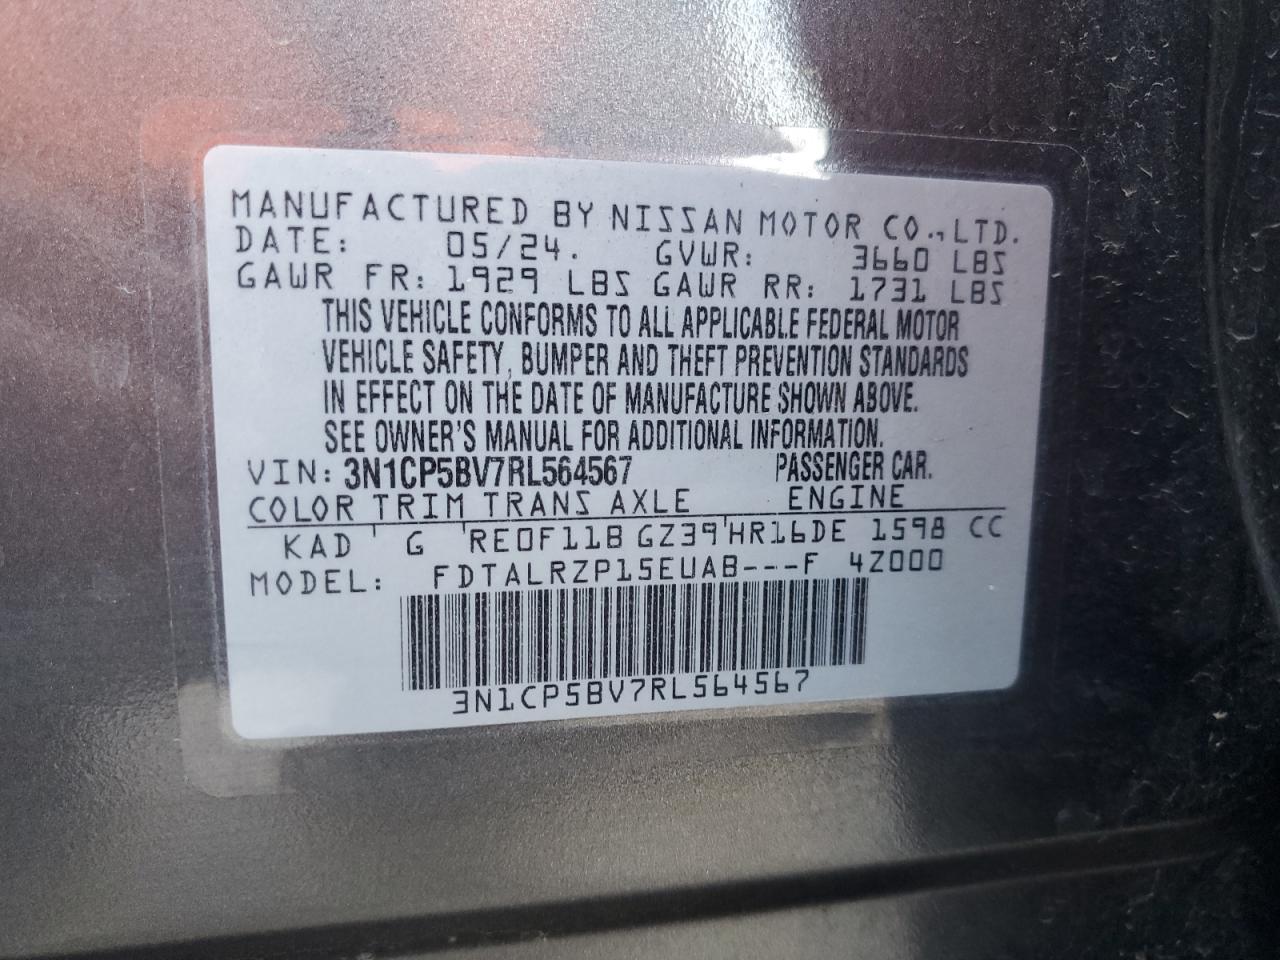 MANUFACTURED BY NISSAN MOTOR CO., LTD.
DATE: 05/24. GVWR: 3660 LBS
GAWR FR: 1929 LBS GAWR RR: 1731 LBS
THIS VEHICLE CONFORMS TO ALL APPLICABLE FEDERAL MOTOR
VEHICLE SAFETY, BUMPER AND THEFT PREVENTION STANDARDS
IN EFFECT ON THE DATE OF MANUFACTURE SHOWN ABOVE.
SEE OWNER'S MANUAL FOR ADDITIONAL INFORMATION.
VIN: 3N1CP5BV7RL564567 PASSENGER CAR.
COLOR TRIM TRANS AXLE ENGINE
KAD G RE0F11B GZ39 HR16DE 1598 CC
MODEL: FDTALRZP15EUAB---F 4Z000
3N1CP5BV7RL564567